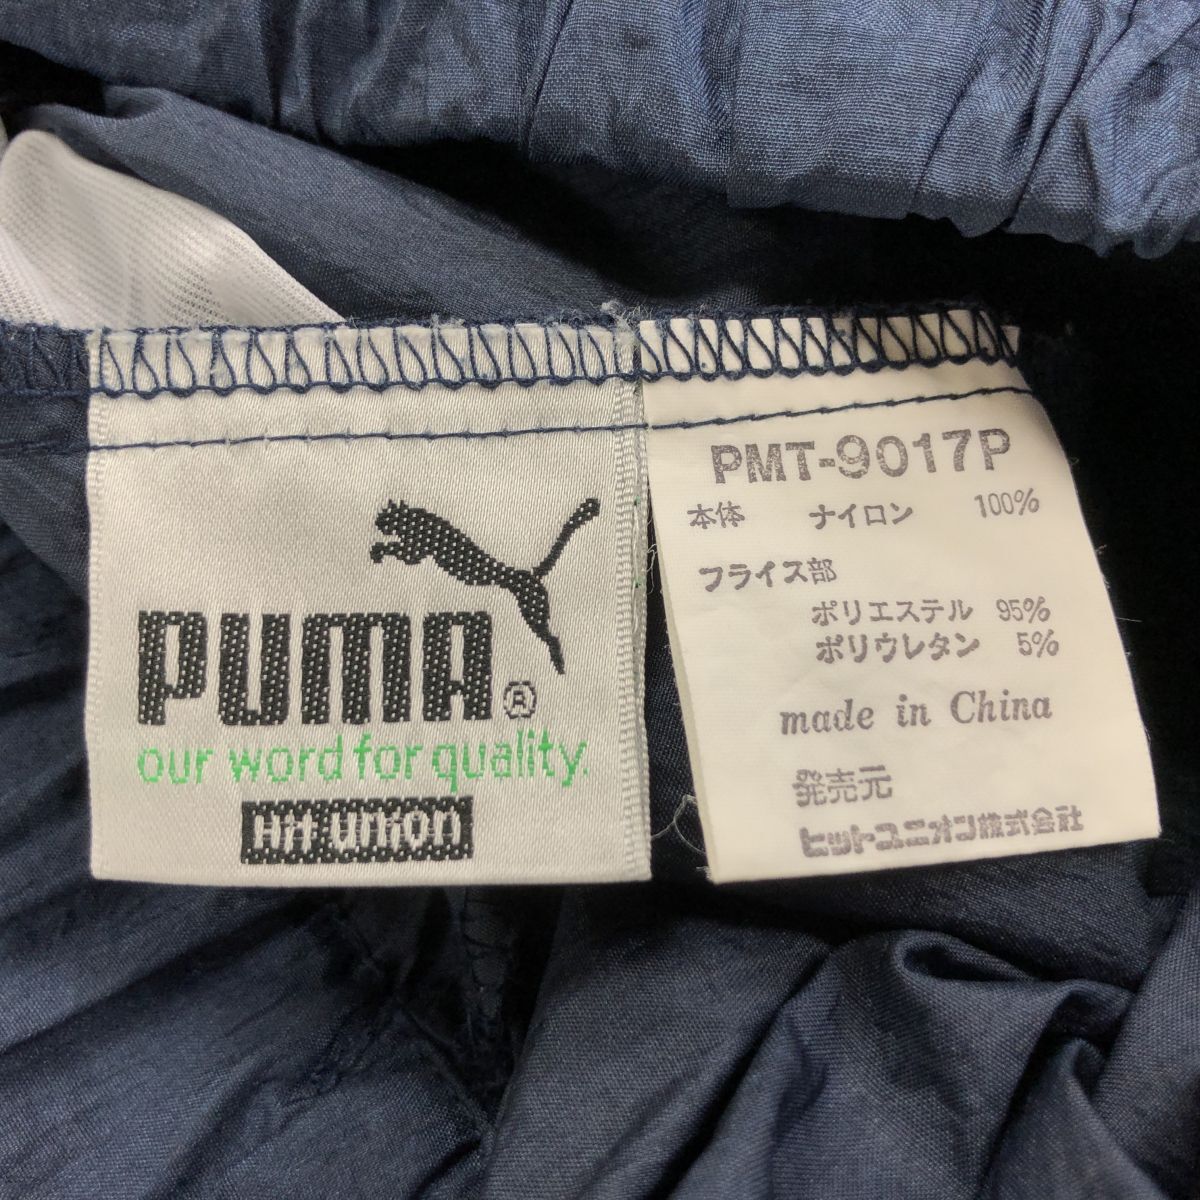 PUMA®
our word for quality.
Hit union
PMT-9017P
本体 ナイロン 100%
フライス部
ポリエステル 95%
ポリウレタン 5%
made in China
発売元
ヒットユニオン株式会社